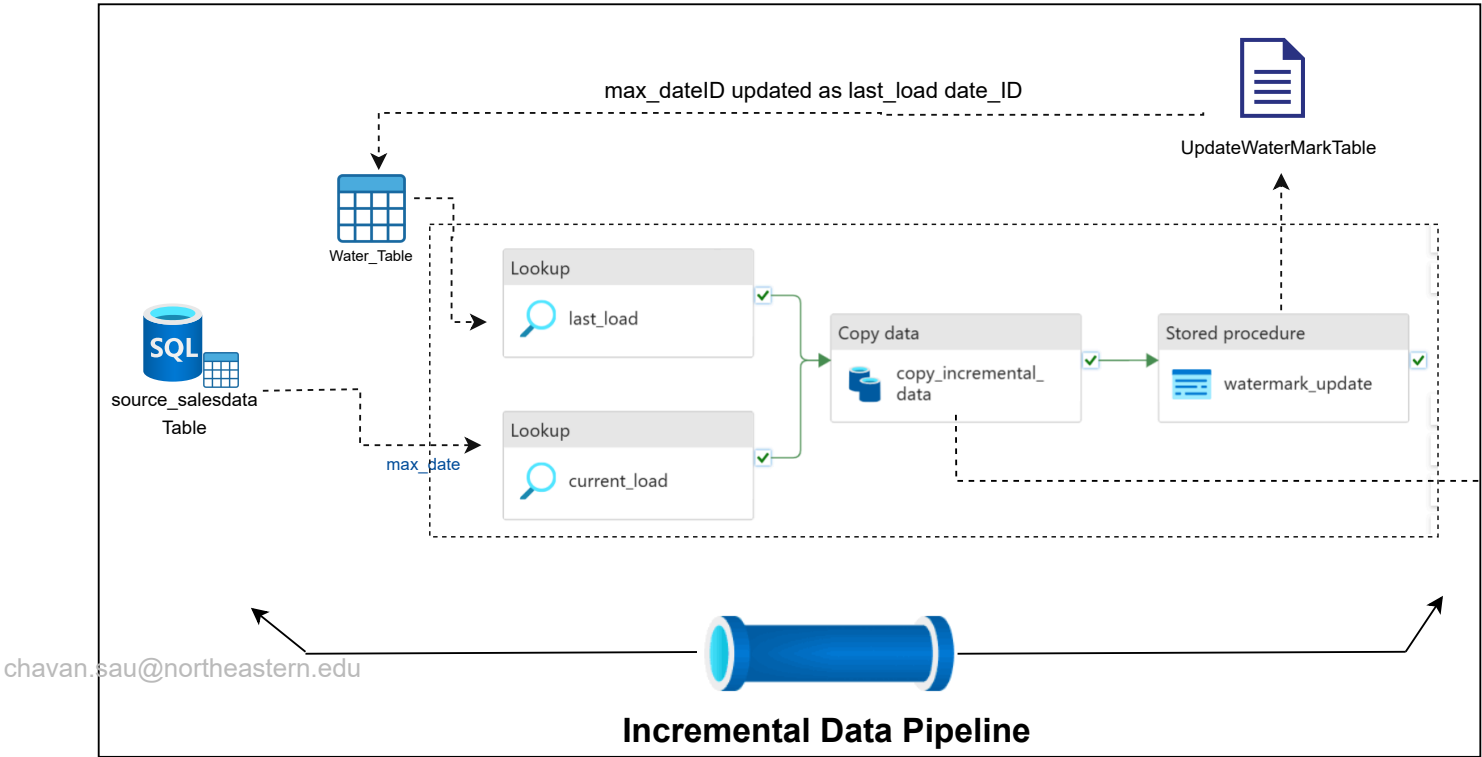 max_dateID updated as last_load date_ID
UpdateWaterMarkTable
Water_Table
Lookup
last_load
SQL
source_salesdata
Table
max_date
Lookup
current_load
Copy data
copy_incremental_
data
Stored procedure
watermark_update
chavan.sau@northeastern.edu
Incremental Data Pipeline